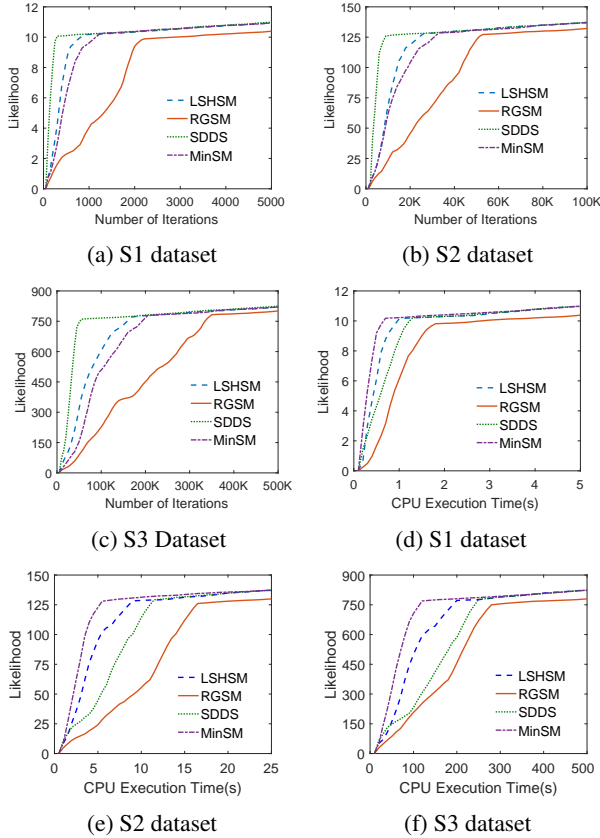 12
10
8
6
4
2
0
Likelihood
LSHSM
RGSM
SDDS
MinSM
0 1000 2000 3000 4000 5000
Number of Iterations
(a) S1 dataset
150
125
100
75
50
25
0
Likelihood
LSHSM
RGSM
SDDS
MinSM
0 20K 40K 60K 80K 100K
Number of Iterations
(b) S2 dataset
900
750
600
450
300
150
0
Likelihood
LSHSM
RGSM
SDDS
MinSM
0 100K 200K 300K 400K 500K
Number of Iterations
(c) S3 Dataset
12
10
8
6
4
2
0
Likelihood
LSHSM
RGSM
SDDS
MinSM
0 1 2 3 4 5
CPU Execution Time(s)
(d) S1 dataset
150
125
100
75
50
25
0
Likelihood
LSHSM
RGSM
SDDS
MinSM
0 5 10 15 20 25
CPU Execution Time(s)
(e) S2 dataset
900
750
600
450
300
150
0
Likelihood
LSHSM
RGSM
SDDS
MinSM
0 100 200 300 400 500
CPU Execution Time(s)
(f) S3 dataset